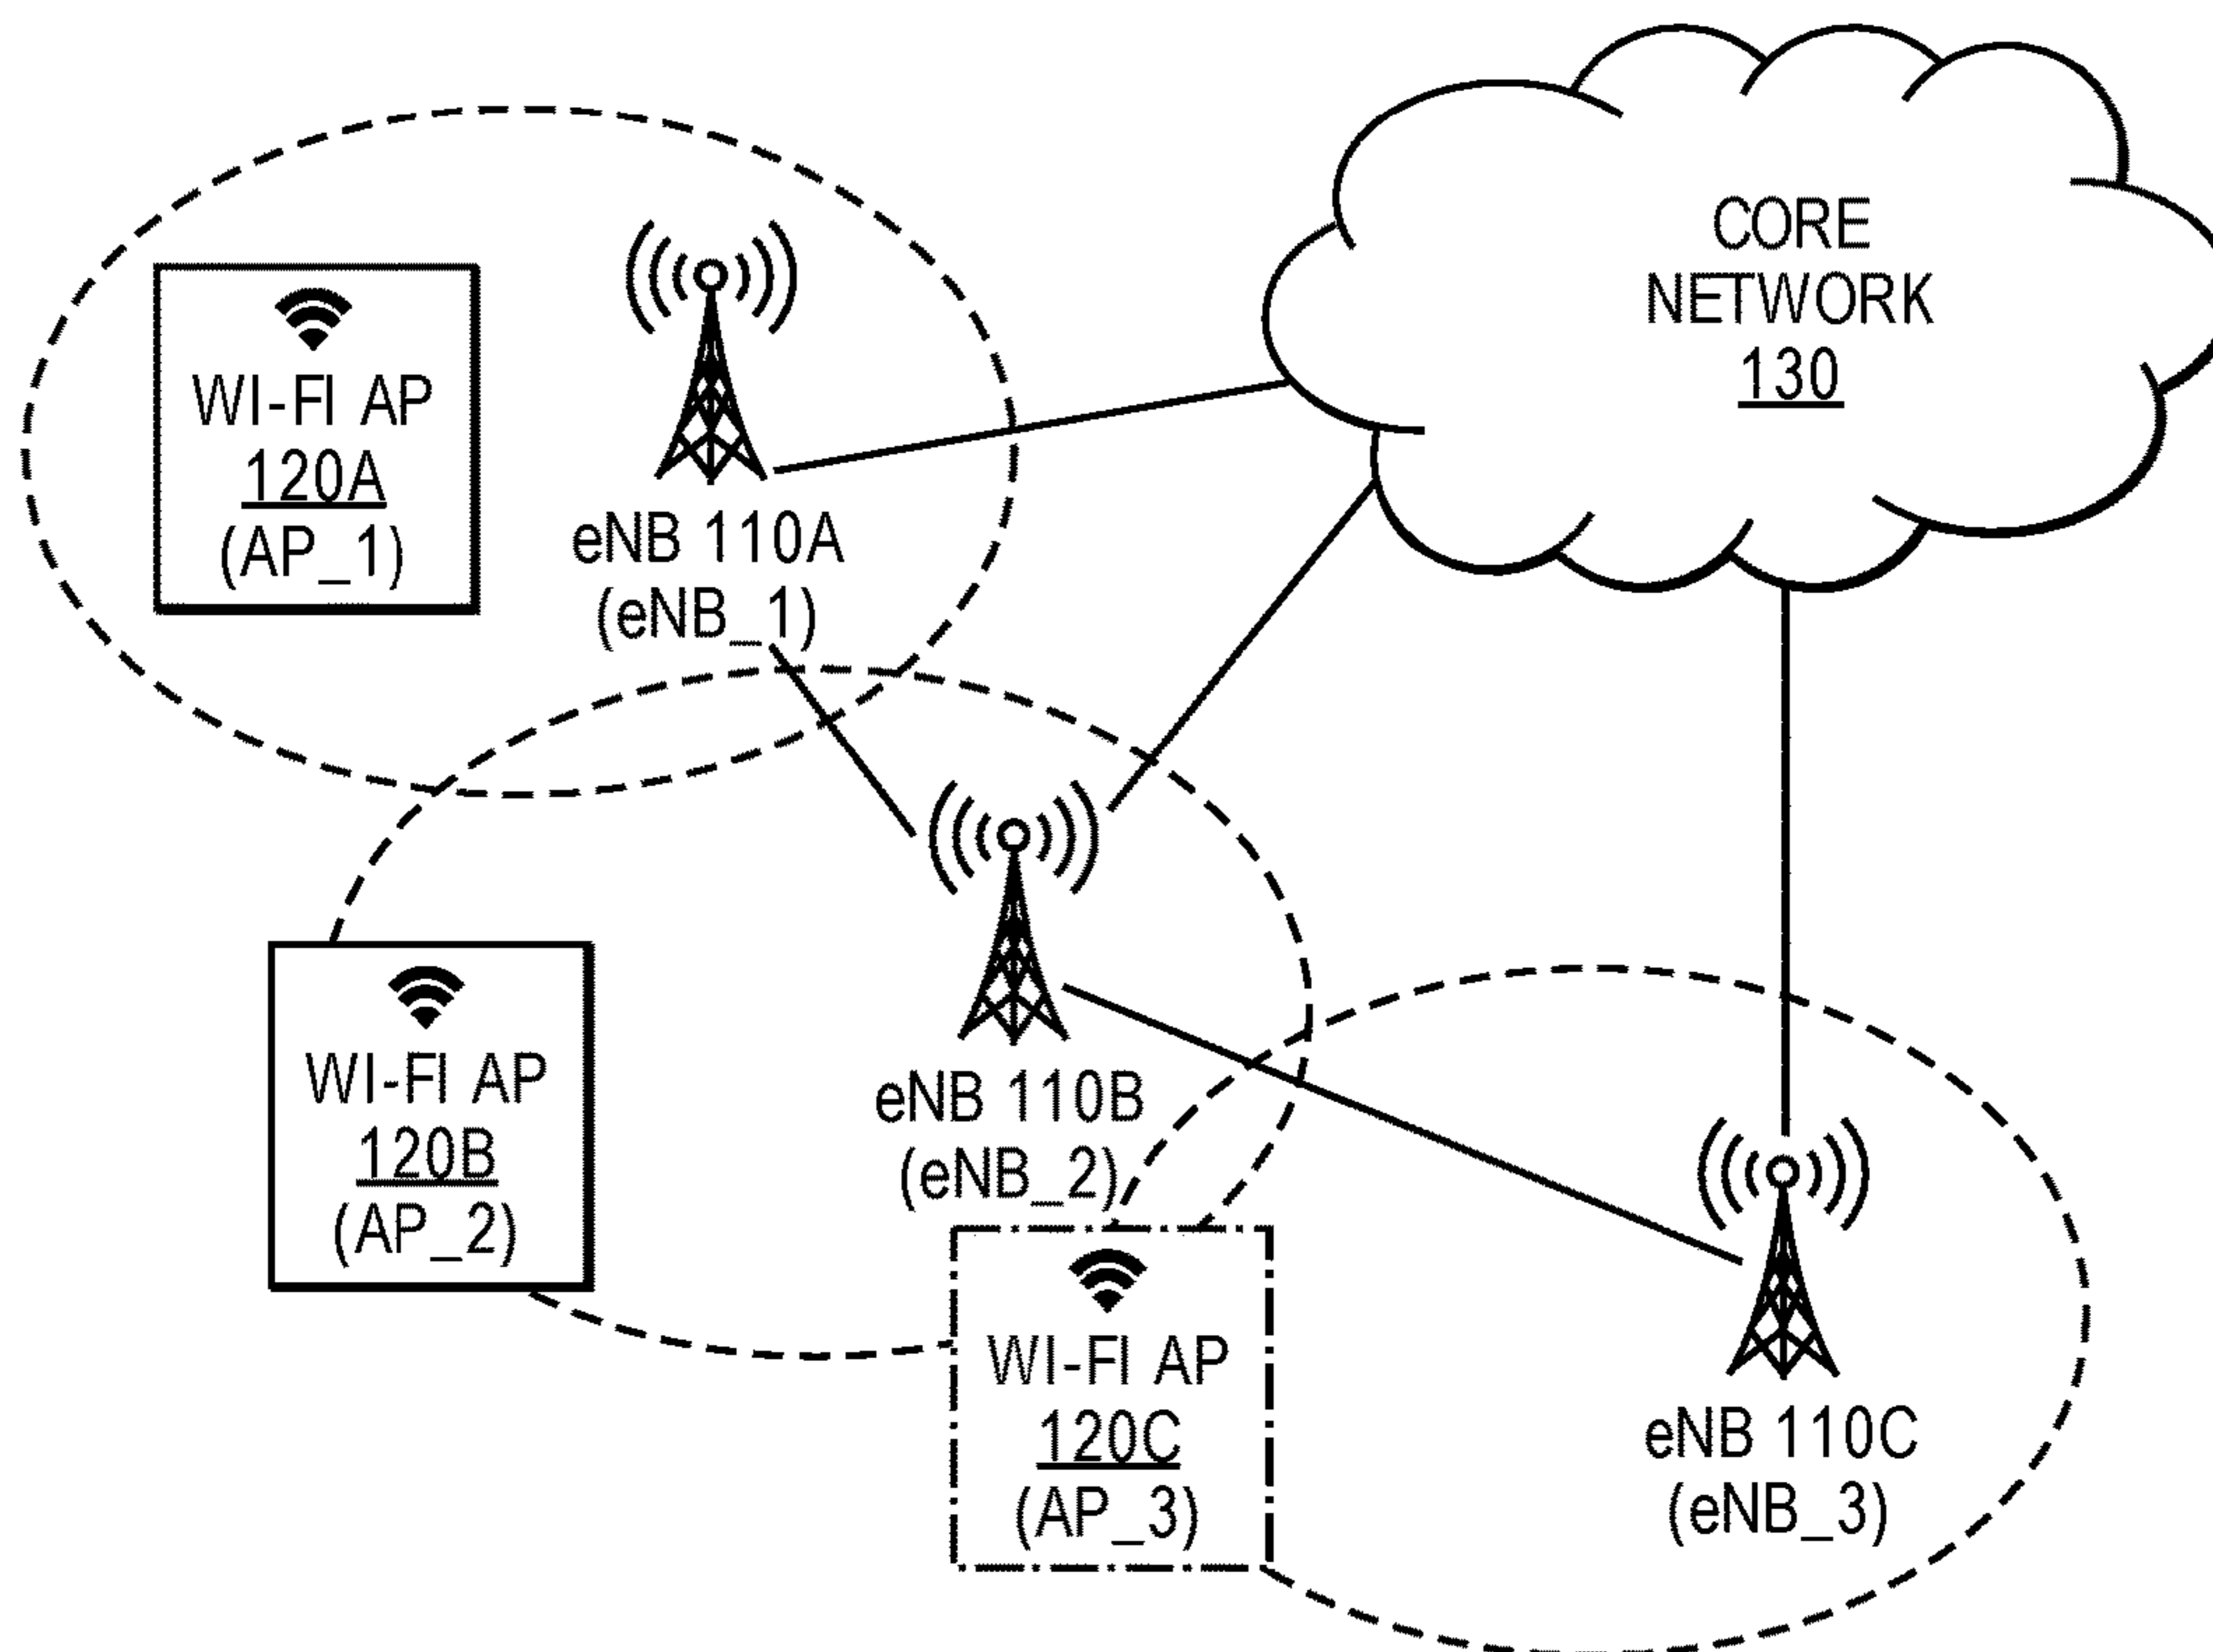 CORE
NETWORK
130
WI-FI AP
120A
(AP_1)
eNB 110A
(eNB_1)
WI-FI AP
120B
(AP_2)
eNB 110B
(eNB_2)
WI-FI AP
120C
(AP_3)
eNB 110C
(eNB_3)